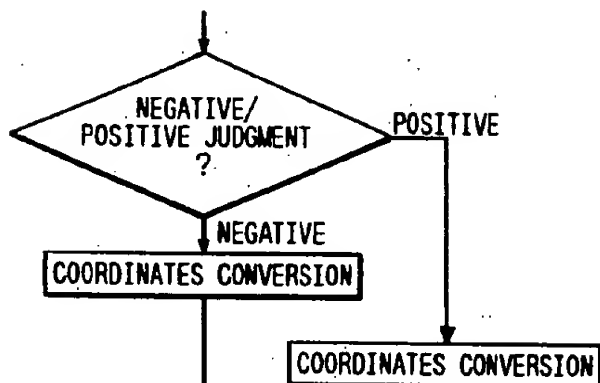 NEGATIVE/
POSITIVE JUDGMENT
?
POSITIVE
NEGATIVE
COORDINATES CONVERSION
COORDINATES CONVERSION